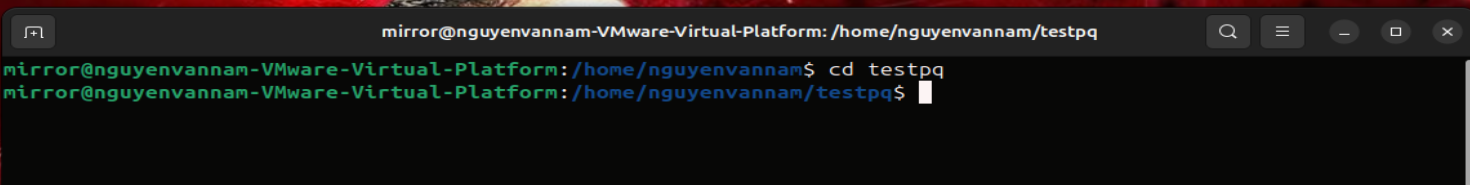 mirror@nguyenvannam-VMware-Virtual-Platform: /home/nguyenvannam/testpq
mirror@nguyenvannam-VMware-Virtual-Platform:/home/nguyenvannam$ cd testpq
mirror@nguyenvannam-VMware-Virtual-Platform:/home/nguyenvannam/testpq$